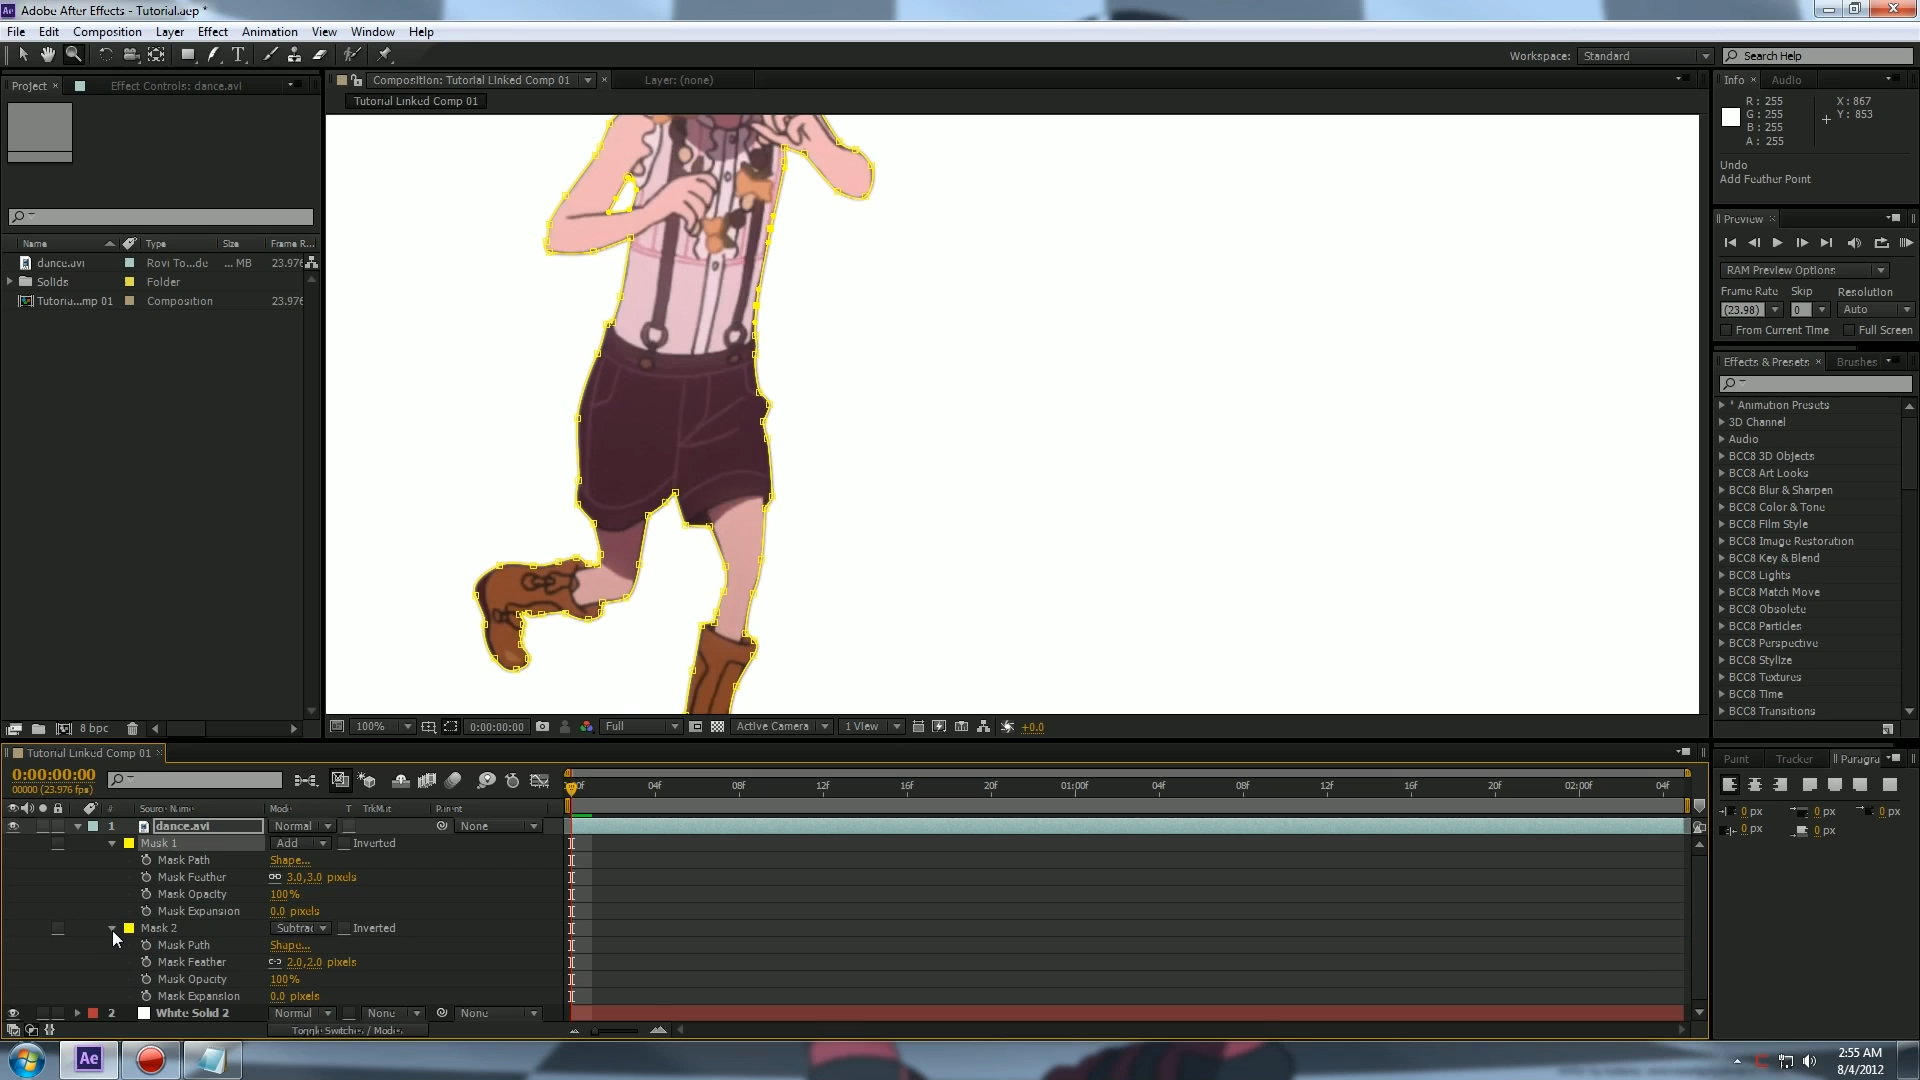 Adobe After Effects - Tutorial.aep *
File Edit Composition Layer Effect Animation View Window Help
Workspace: Standard Search Help
Project Effect Controls: dance.avi
Composition: Tutorial Linked Comp 01 Layer: (none)
Tutorial Linked Comp 01
Info Audio
R: 255 X: 867
G: 255 Y: 853
B: 255
A: 255
Undo
Add Feather Point
Name Type Size Frame R...
dance.avi Rovi To...de ... MB 23.976
Solids Folder
Tutoria...mp 01 Composition 23.976
8 bpc
Preview
RAM Preview Options
Frame Rate Skip Resolution
(23.98) 0 Auto
From Current Time Full Screen
Effects & Presets Brushes
* Animation Presets
3D Channel
Audio
BCC8 3D Objects
BCC8 Art Looks
BCC8 Blur & Sharpen
BCC8 Color & Tone
BCC8 Film Style
BCC8 Image Restoration
BCC8 Key & Blend
BCC8 Lights
BCC8 Match Move
BCC8 Obsolete
BCC8 Particles
BCC8 Perspective
BCC8 Stylize
BCC8 Textures
BCC8 Time
BCC8 Transitions
100% 0:00:00:00 Full Active Camera 1 View +0.0
Tutorial Linked Comp 01
0:00:00:00
00000 (23.976 fps)
04f 08f 12f 16f 20f 01:00f 04f 08f 12f 16f 20f 02:00f 04f
# Source Name Mode T TrkMat Parent
1 dance.avi Normal None
Mask 1 Add Inverted
Mask Path Shape...
Mask Feather 3.0,3.0 pixels
Mask Opacity 100%
Mask Expansion 0.0 pixels
Mask 2 Subtrac Inverted
Mask Path Shape...
Mask Feather 2.0,2.0 pixels
Mask Opacity 100%
Mask Expansion 0.0 pixels
2 White Solid 2 Normal None None
Toggle Switches / Modes
Paint Tracker Paragra
0 px 0 px 0 px
0 px 0 px
Ae
2:55 AM
8/4/2012